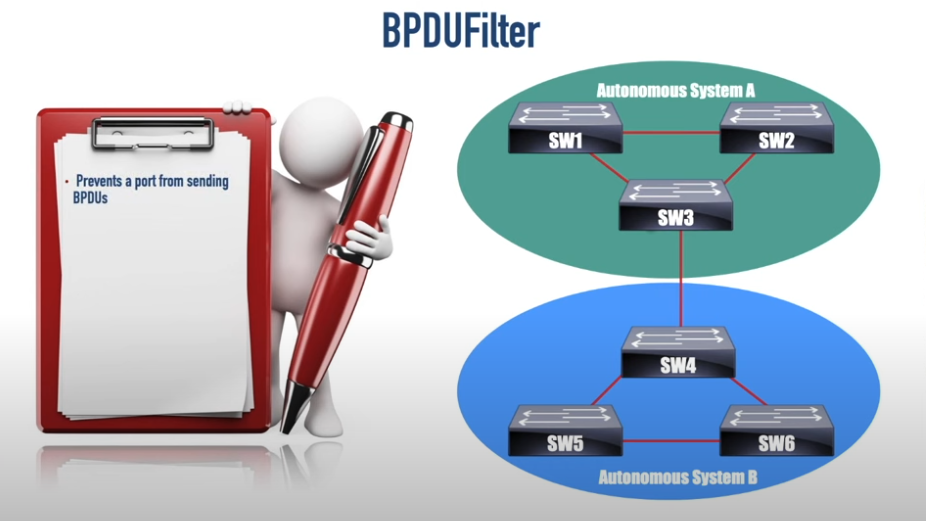 BPDUFilter
• Prevents a port from sending
BPDUs
Autonomous System A
SW1
SW2
SW3
SW4
SW5
SW6
Autonomous System B